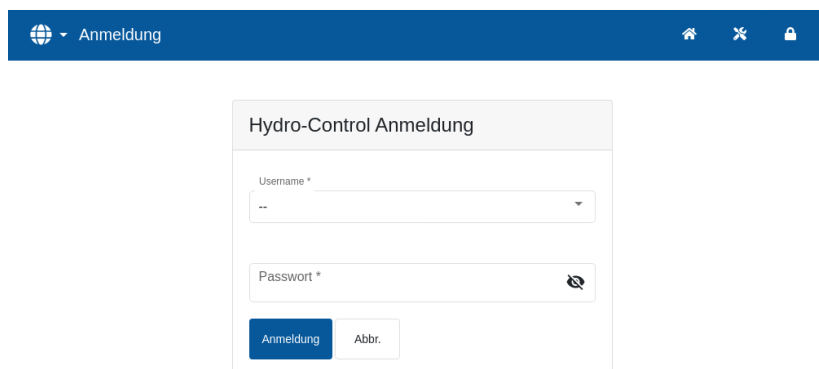 Anmeldung
Hydro-Control Anmeldung
Username *
--
Passwort *
Anmeldung Abbr.